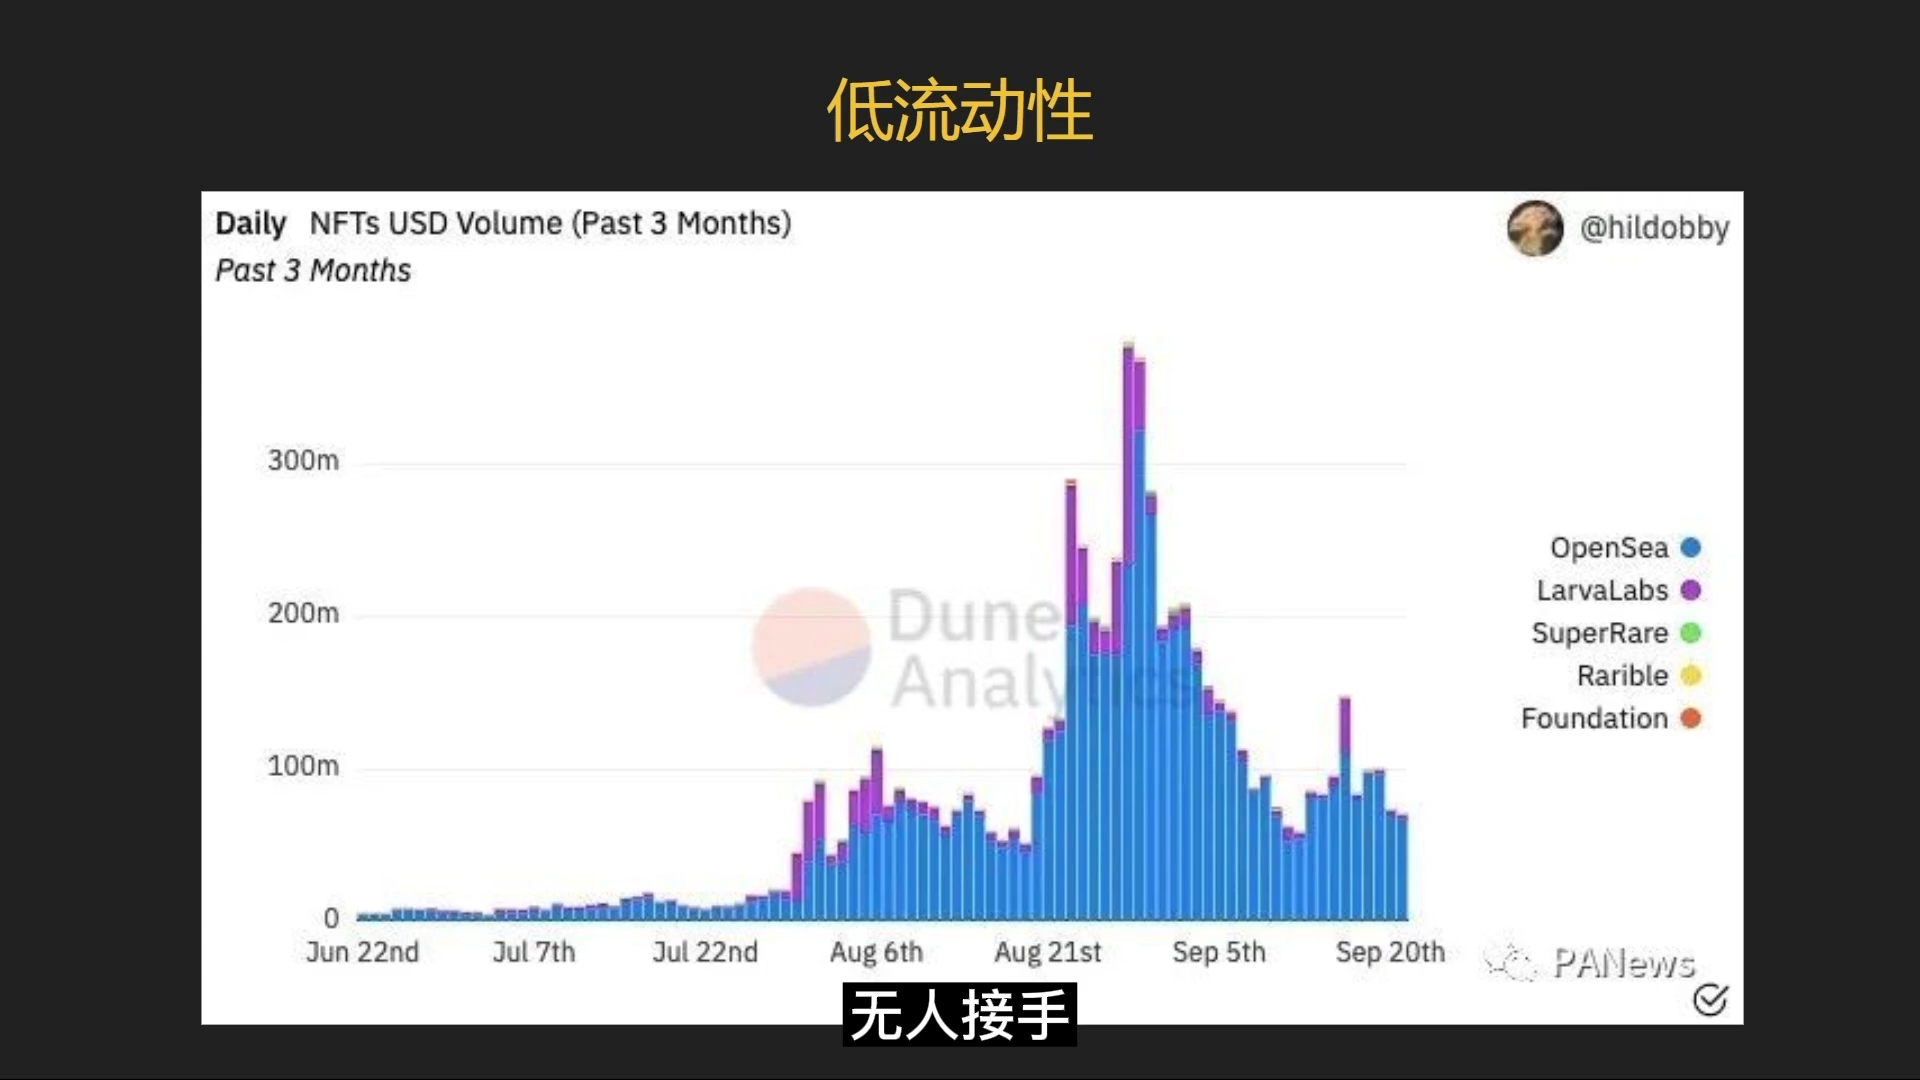 低流动性
Daily NFTs USD Volume (Past 3 Months)
@hildobby
Past 3 Months
300m
200m
100m
0
Dune
Analytics
OpenSea
LarvaLabs
SuperRare
Rarible
Foundation
Jun 22nd Jul 7th Jul 22nd Aug 6th Aug 21st Sep 5th Sep 20th
PANews
无人接手